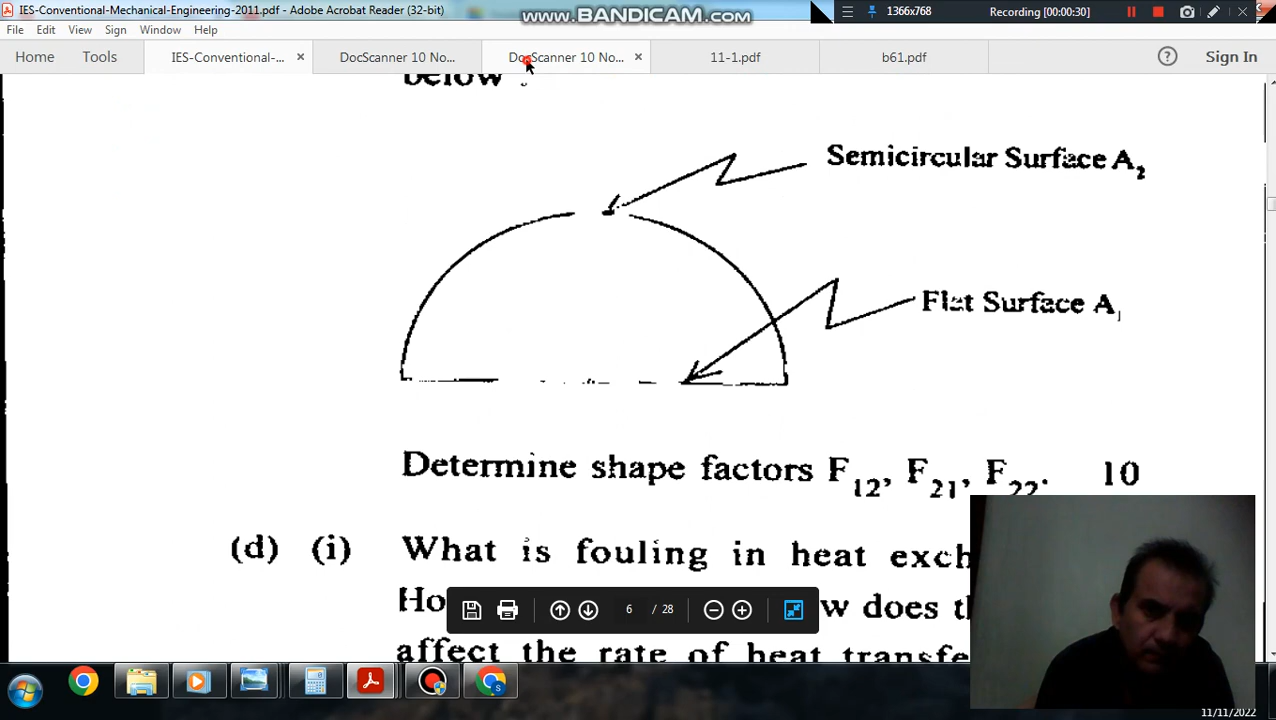 IES-Conventional-Mechanical-Engineering-2011.pdf - Adobe Acrobat Reader (32-bit)
www.BANDICAM.com
1366x768
Recording [00:00:30]
File Edit View Sign Window Help
Home Tools IES-Conventional-... × DocScanner 10 No... DocScanner 10 No... × 11-1.pdf b61.pdf ? Sign In
below :
Semicircular Surface A₂
Flat Surface A₁
Determine shape factors F₁₂, F₂₁, F₂₂. 10
(d) (i) What is fouling in heat exch
Ho
w does th
affect the rate of heat transfe
6 / 28
11/11/2022